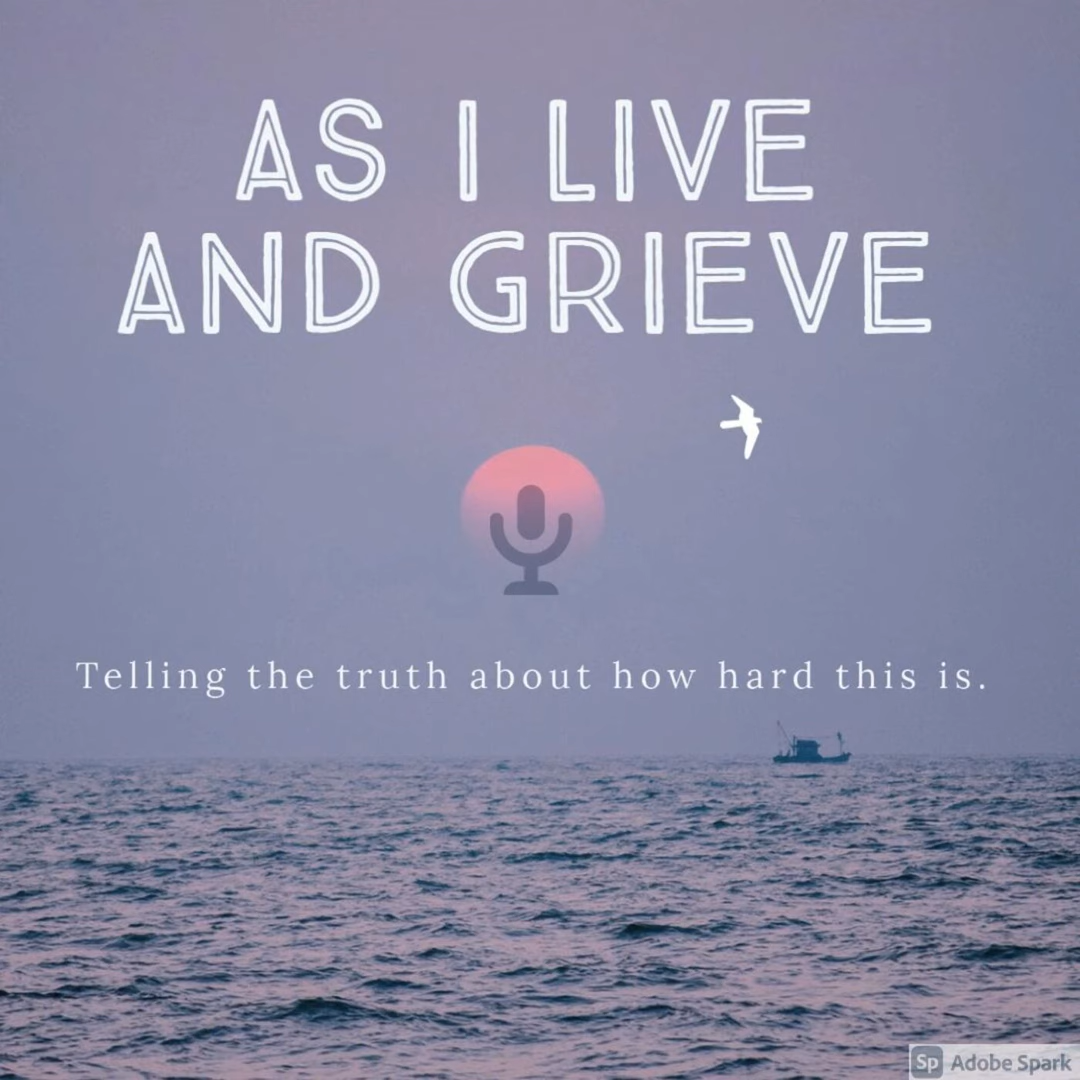 AS I LIVE
AND GRIEVE
Telling the truth about how hard this is.
Sp Adobe Spark